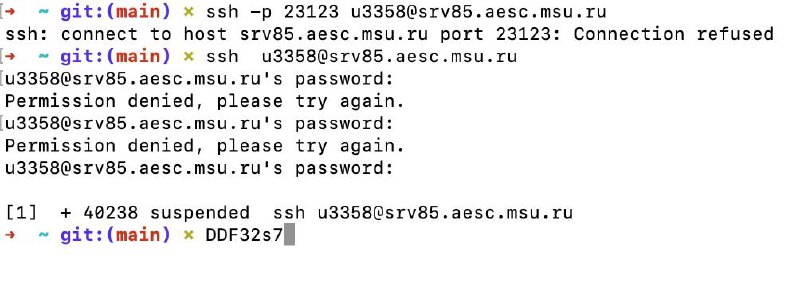 → ~ git:(main) × ssh -p 23123 u3358@srv85.aesc.msu.ru
ssh: connect to host srv85.aesc.msu.ru port 23123: Connection refused
→ ~ git:(main) × ssh  u3358@srv85.aesc.msu.ru
u3358@srv85.aesc.msu.ru's password:
Permission denied, please try again.
u3358@srv85.aesc.msu.ru's password:
Permission denied, please try again.
u3358@srv85.aesc.msu.ru's password:
[1]  + 40238 suspended  ssh u3358@srv85.aesc.msu.ru
→ ~ git:(main) × DDF32s7